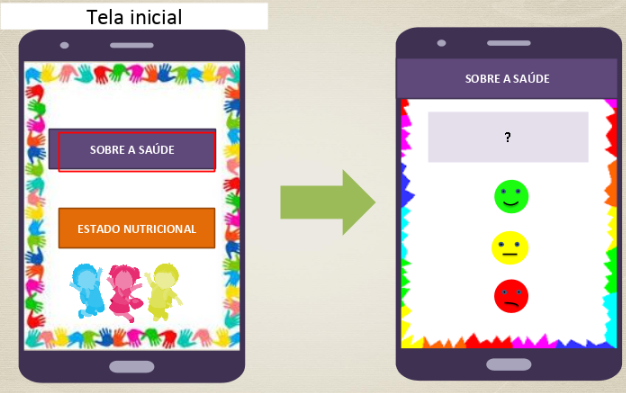 Tela inicial
SOBRE A SAÚDE
ESTADO NUTRICIONAL
SOBRE A SAÚDE
?